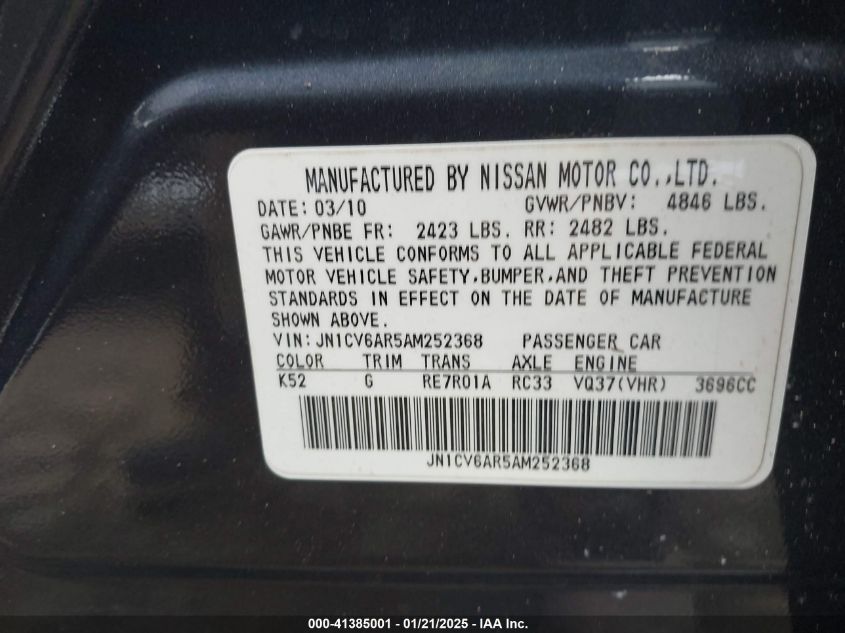 MANUFACTURED BY NISSAN MOTOR CO.,LTD.
DATE: 03/10 GVWR/PNBV: 4846 LBS.
GAWR/PNBE FR: 2423 LBS. RR: 2482 LBS.
THIS VEHICLE CONFORMS TO ALL APPLICABLE FEDERAL
MOTOR VEHICLE SAFETY,BUMPER,AND THEFT PREVENTION
STANDARDS IN EFFECT ON THE DATE OF MANUFACTURE
SHOWN ABOVE.
VIN: JN1CV6AR5AM252368 PASSENGER CAR
COLOR TRIM TRANS AXLE ENGINE
K52 G RE7R01A RC33 VQ37(VHR) 3696CC
JN1CV6AR5AM252368
000-41385001 - 01/21/2025 - IAA Inc.